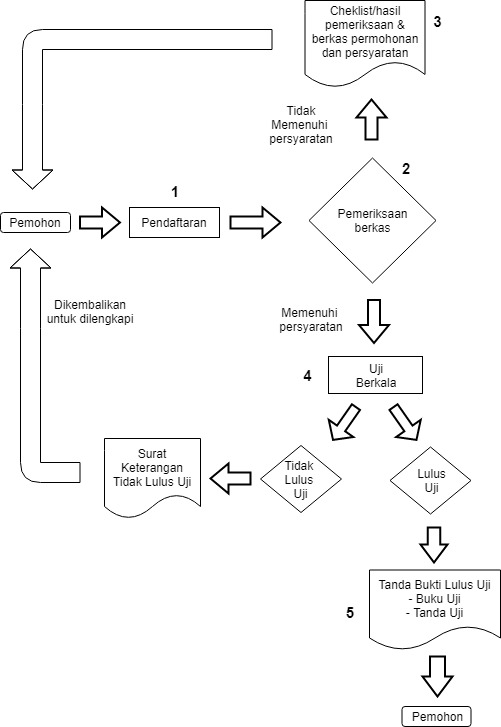 Cheklist/hasil
pemeriksaan &
berkas permohonan
dan persyaratan
3
Tidak
Memenuhi
persyaratan
1
2
Pemohon
Pendaftaran
Pemeriksaan
berkas
Dikembalikan
untuk dilengkapi
Memenuhi
persyaratan
4
Uji
Berkala
Surat
Keterangan
Tidak Lulus Uji
Tidak
Lulus
Uji
Lulus
Uji
5
Tanda Bukti Lulus Uji
- Buku Uji
- Tanda Uji
Pemohon